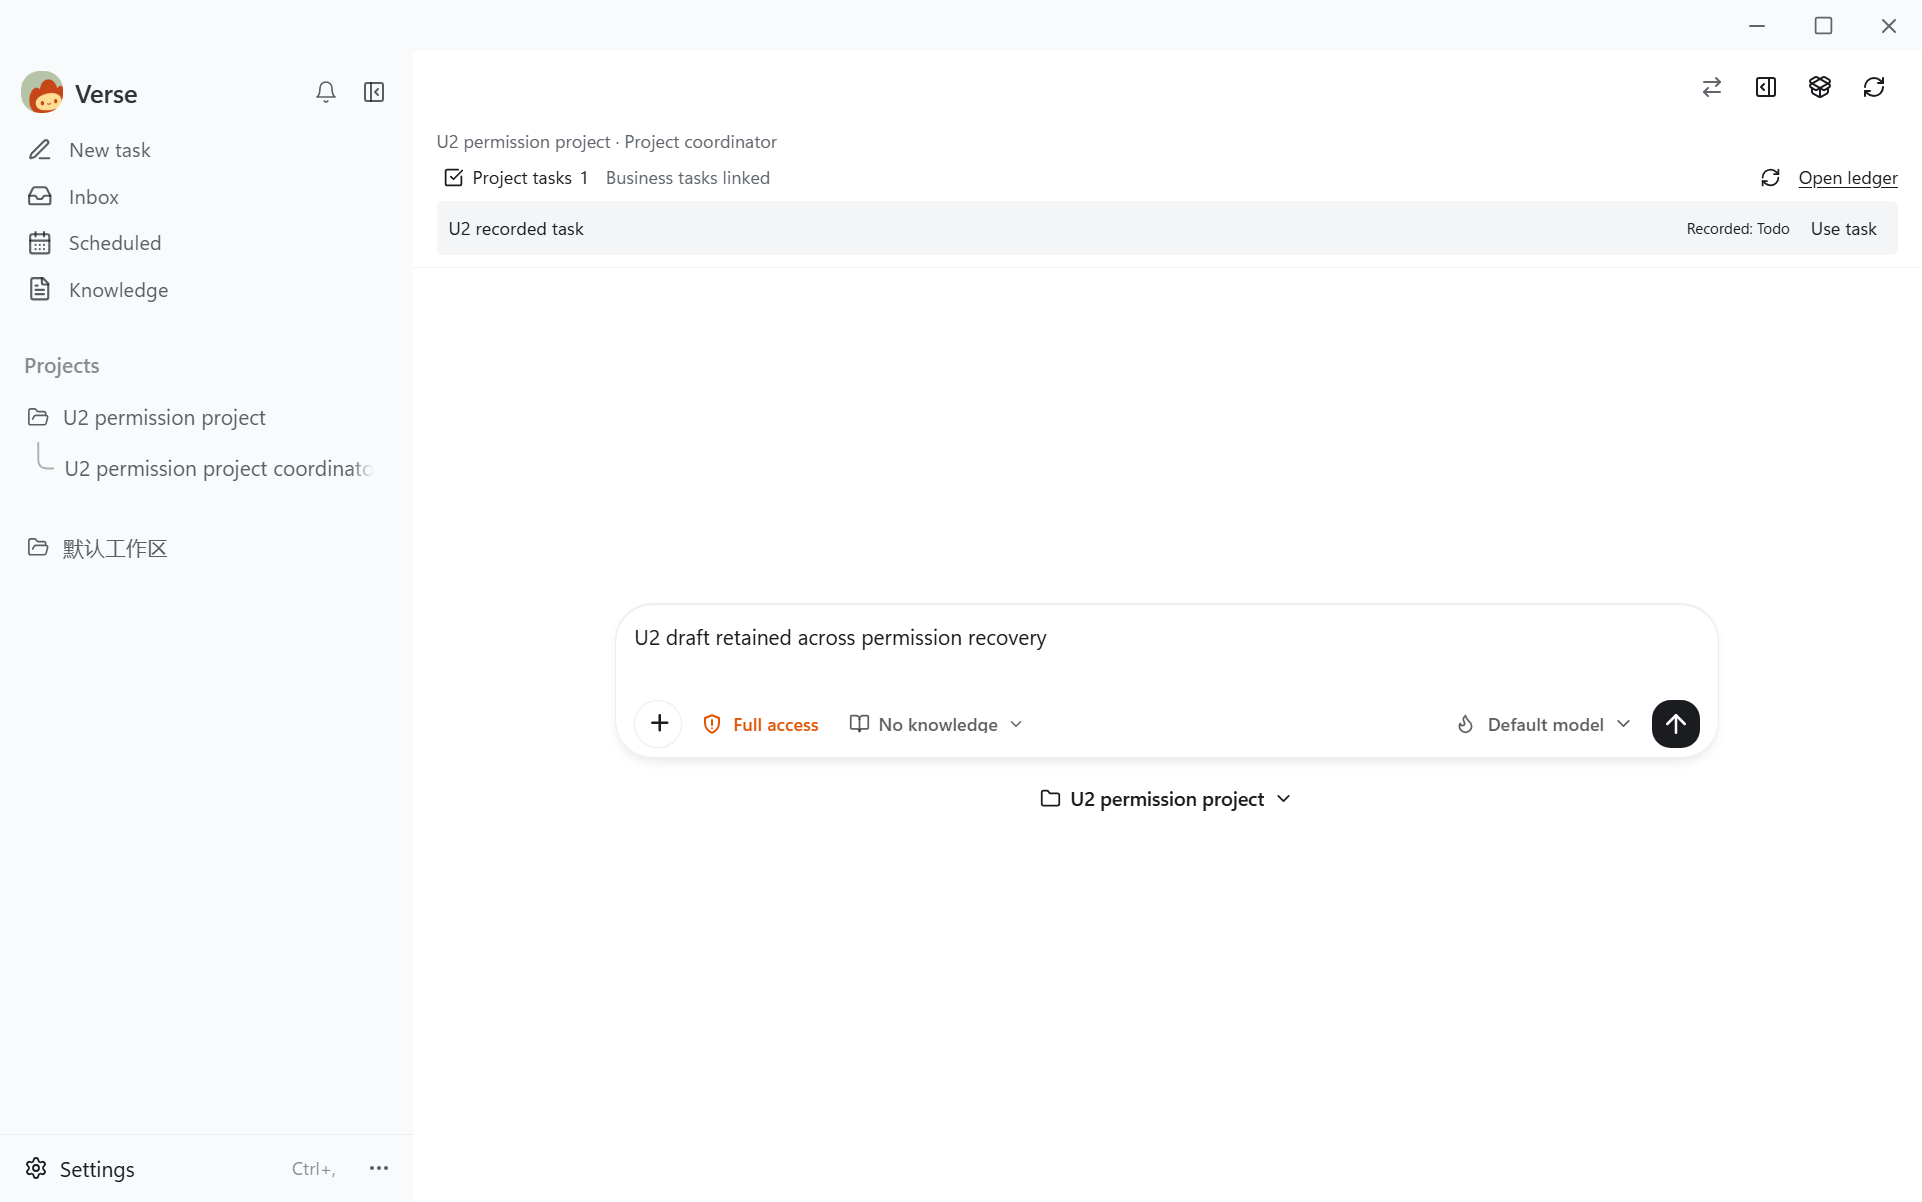 Verse
New task
Inbox
Scheduled
Knowledge
Projects
U2 permission project
U2 permission project coordinato
默认工作区
Settings
Ctrl+,
U2 permission project · Project coordinator
Project tasks 1 Business tasks linked
Open ledger
U2 recorded task
Recorded: Todo
Use task
U2 draft retained across permission recovery
Full access
No knowledge
Default model
U2 permission project